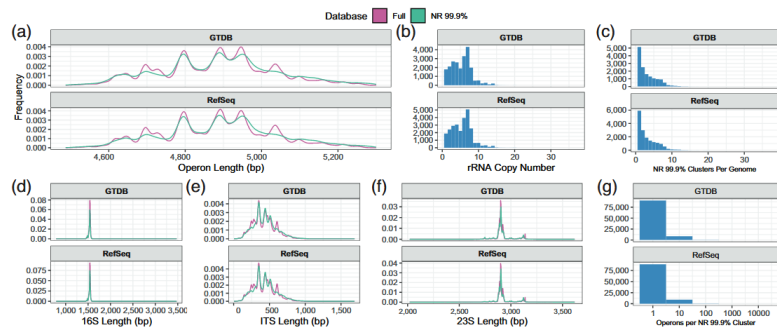 Database: Full NR 99.9%
(a)
GTDB
0.004
0.003
0.002
0.001
0.000
RefSeq
0.004
0.003
0.002
0.001
0.000
Frequency
4,600 4,800 5,000 5,200
Operon Length (bp)
(b)
GTDB
4,000
3,000
2,000
1,000
0
RefSeq
5,000
4,000
3,000
2,000
1,000
0
0 10 20 30
rRNA Copy Number
(c)
GTDB
5,000
4,000
3,000
2,000
1,000
0
RefSeq
6,000
4,000
2,000
0
0 10 20 30
NR 99.9% Clusters Per Genome
(d)
GTDB
0.08
0.06
0.04
0.02
0.00
RefSeq
0.075
0.050
0.025
0.000
1,000 1,500 2,000 2,500 3,000 3,500
16S Length (bp)
(e)
GTDB
0.004
0.002
0.000
RefSeq
0.004
0.002
0.000
0 500 1,000 1,500
ITS Length (bp)
(f)
GTDB
0.03
0.02
0.01
0.00
RefSeq
0.04
0.03
0.02
0.01
0.00
2,000 2,500 3,000 3,500
23S Length (bp)
(g)
GTDB
75,000
50,000
25,000
0
RefSeq
75,000
50,000
25,000
0
1 10 100 1000 10000
Operons per NR 99.9% Cluster